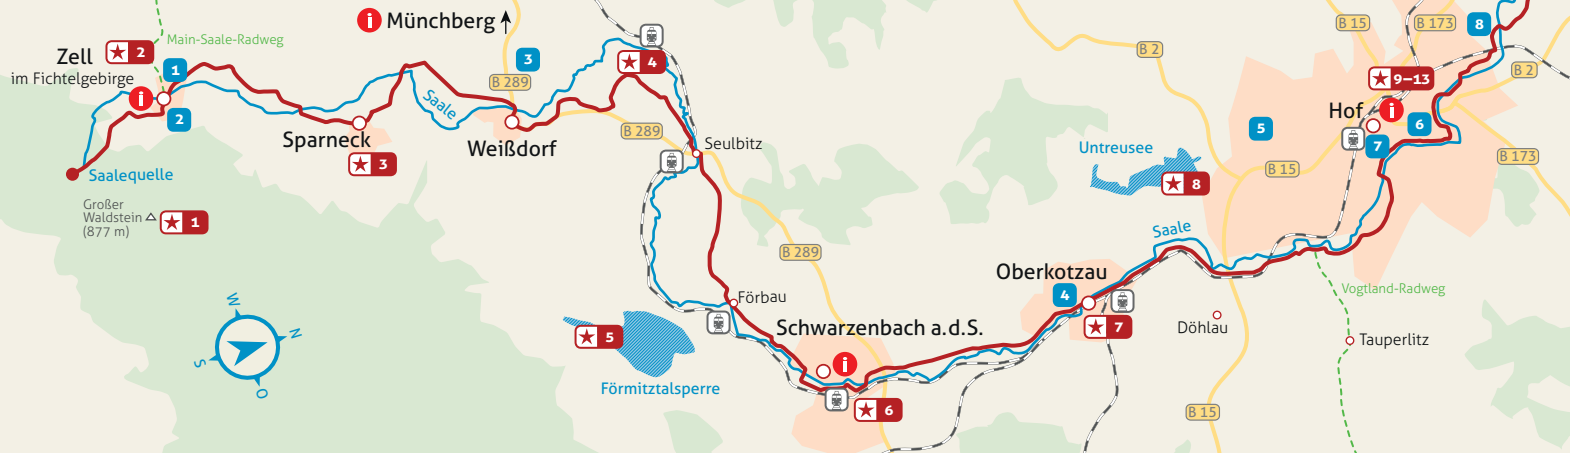 i Münchberg
Main-Saale-Radweg
★ 2
Zell
im Fichtelgebirge
1
i
2
Saalequelle
Großer
Waldstein
(877 m)
★ 1
Sparneck
★ 3
Saale
3
B 289
Weißdorf
★ 4
B 289
Seulbitz
B 289
Förbau
★ 5
Förmitztalsperre
Schwarzenbach a.d.S.
i
★ 6
Oberkotzau
4
★ 7
Saale
Untreusee
★ 8
B 2
5
B 15
B 15
B 173
8
B 2
★ 9–13
Hof
i
6
7
B 173
Vogtland-Radweg
Döhlau
Tauperlitz
B 15
W
N
S
O